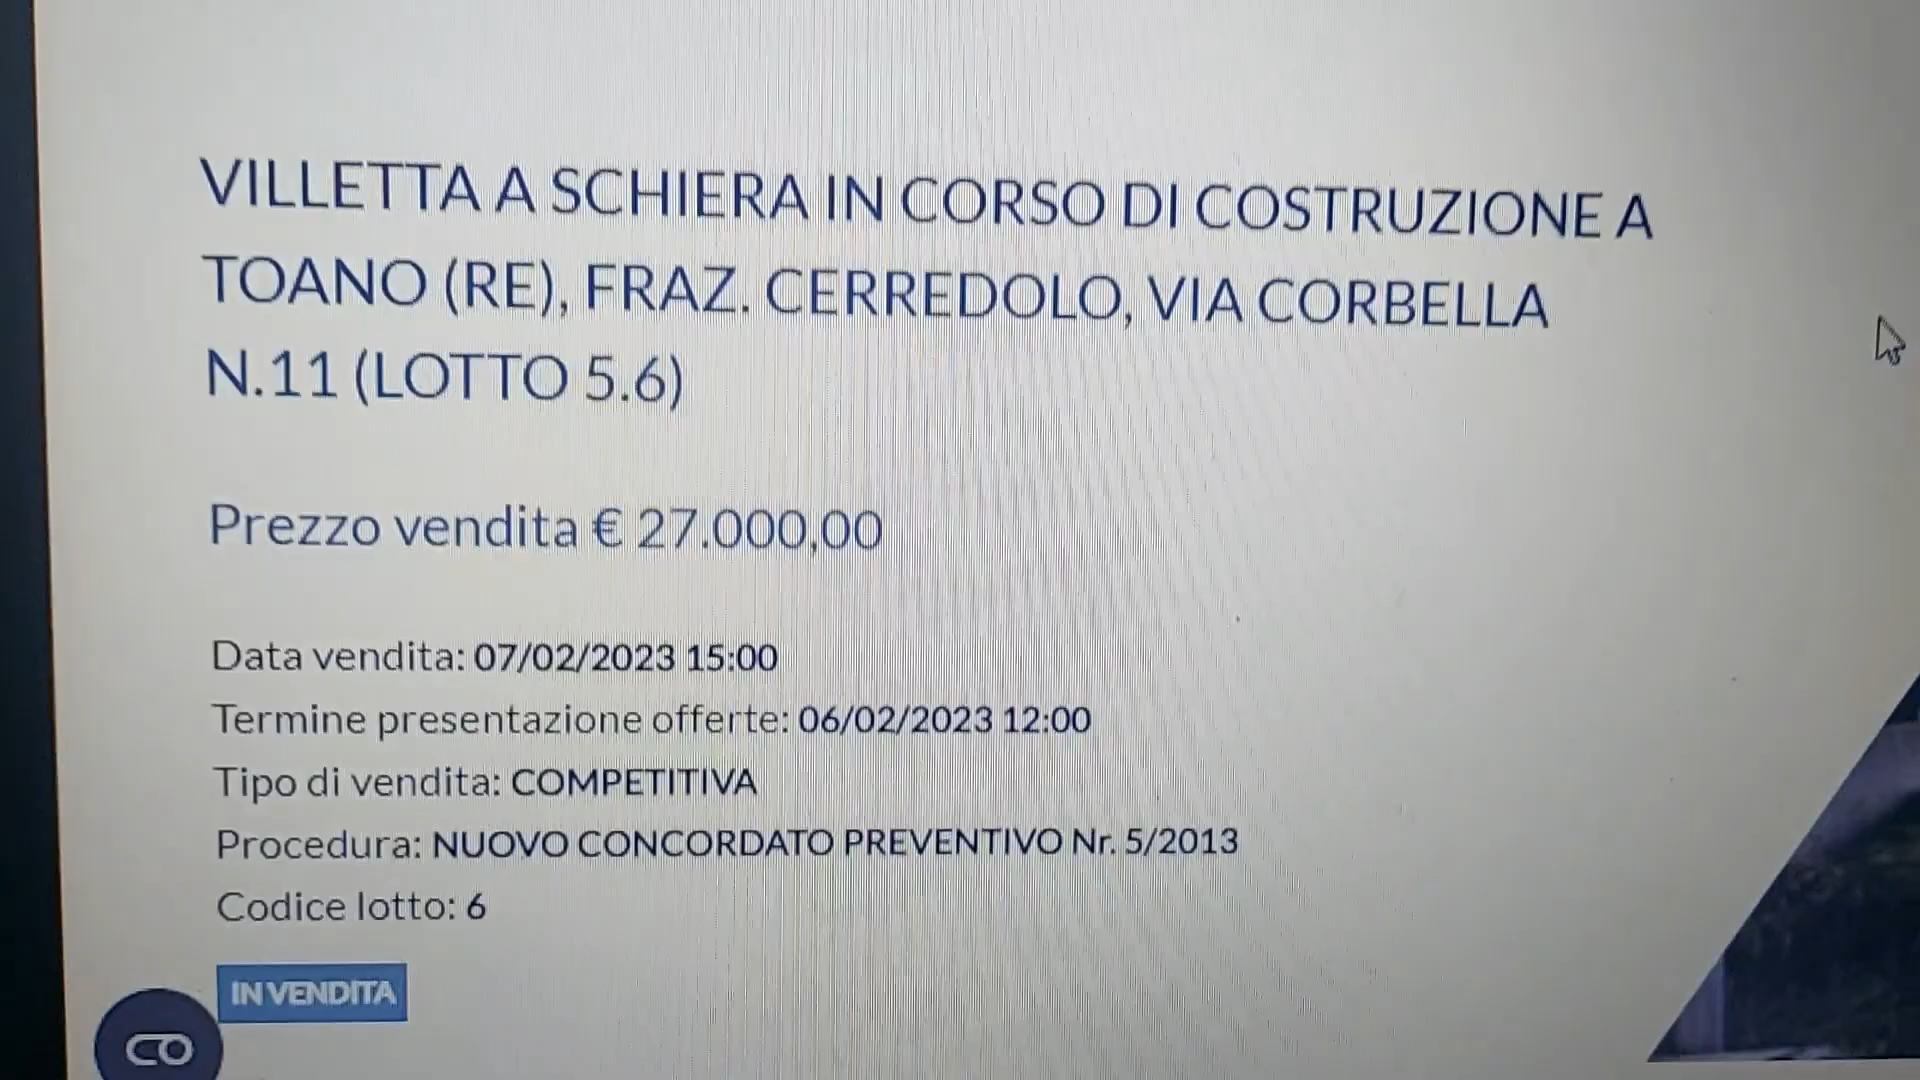 VILLETTA A SCHIERA IN CORSO DI COSTRUZIONE A
TOANO (RE), FRAZ. CERREDOLO, VIA CORBELLA
N.11 (LOTTO 5.6)
Prezzo vendita € 27.000,00
Data vendita: 07/02/2023 15:00
Termine presentazione offerte: 06/02/2023 12:00
Tipo di vendita: COMPETITIVA
Procedura: NUOVO CONCORDATO PREVENTIVO Nr. 5/2013
Codice lotto: 6
IN VENDITA